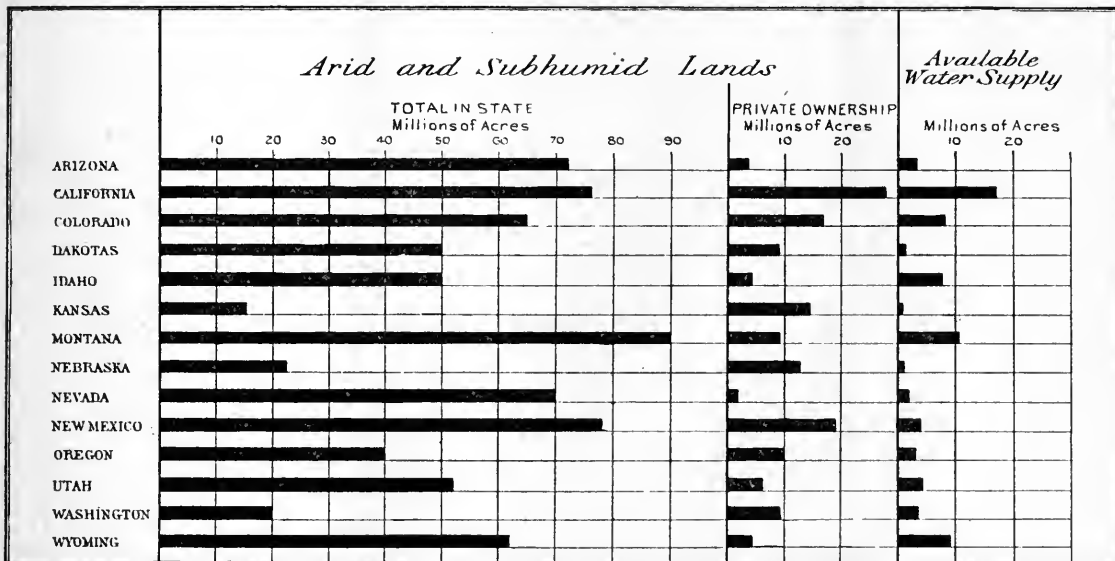 Arid and Subhumid Lands
Available
Water Supply
TOTAL IN STATE
Millions of Acres
PRIVATE OWNERSHIP
Millions of Acres
Millions of Acres
10 20 30 40 50 60 70 80 90 10 20 10 20
ARIZONA
CALIFORNIA
COLORADO
DAKOTAS
IDAHO
KANSAS
MONTANA
NEBRASKA
NEVADA
NEW MEXICO
OREGON
UTAH
WASHINGTON
WYOMING